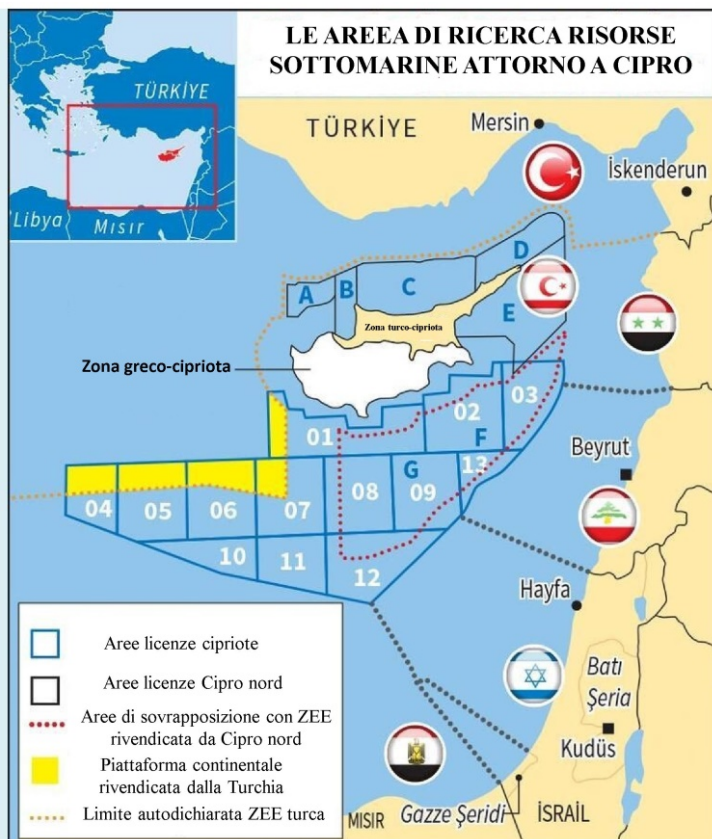 LE AREEA DI RICERCA RISORSE
SOTTOMARINE ATTORNO A CIPRO
TÜRKİYE
Libya
Mısır
TÜRKİYE
Mersin
İskenderun
A
B
C
D
E
Zona turco-cipriota
Zona greco-cipriota
01
02
03
F
G
13
04
05
06
07
08
09
10
11
12
Beyrut
Hayfa
Batı
Şeria
Kudüs
Gazze Şeridi
MISIR
İSRAİL
Aree licenze cipriote
Aree licenze Cipro nord
Aree di sovrapposizione con ZEE
rivendicata da Cipro nord
Piattaforma continentale
rivendicata dalla Turchia
Limite autodichiarata ZEE turca